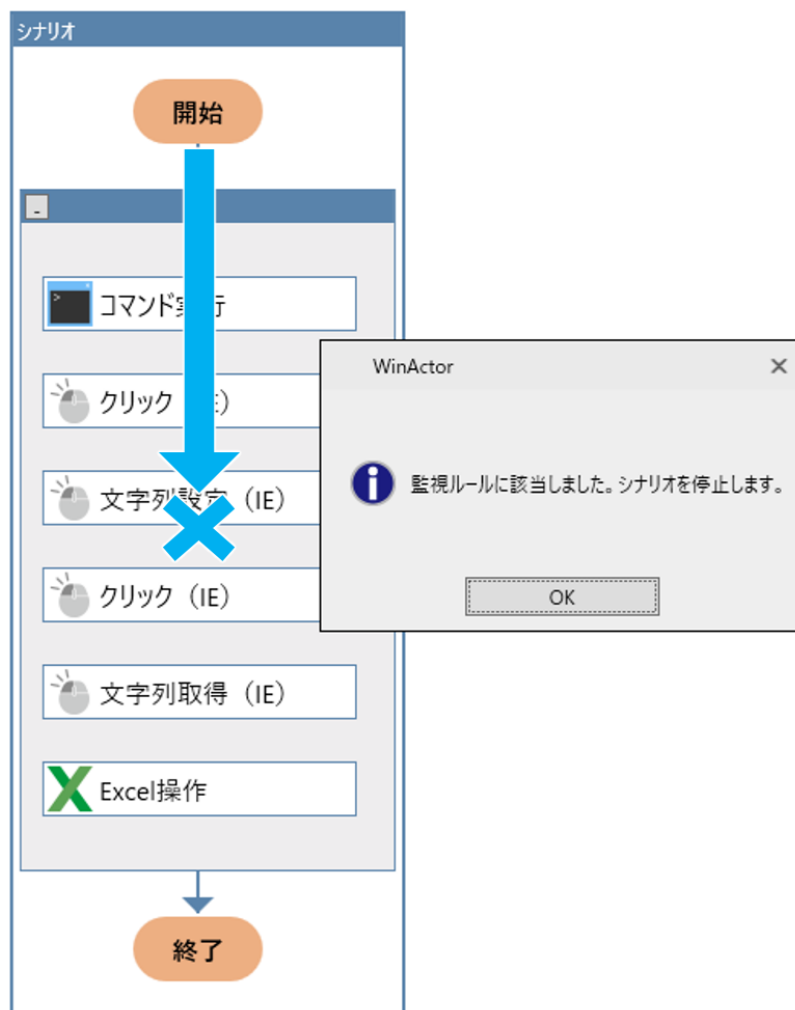 シナリオ
開始
-
コマンド実行
クリック（IE）
文字列設定（IE）
クリック（IE）
文字列取得（IE）
Excel操作
終了
WinActor
監視ルールに該当しました。シナリオを停止します。
OK